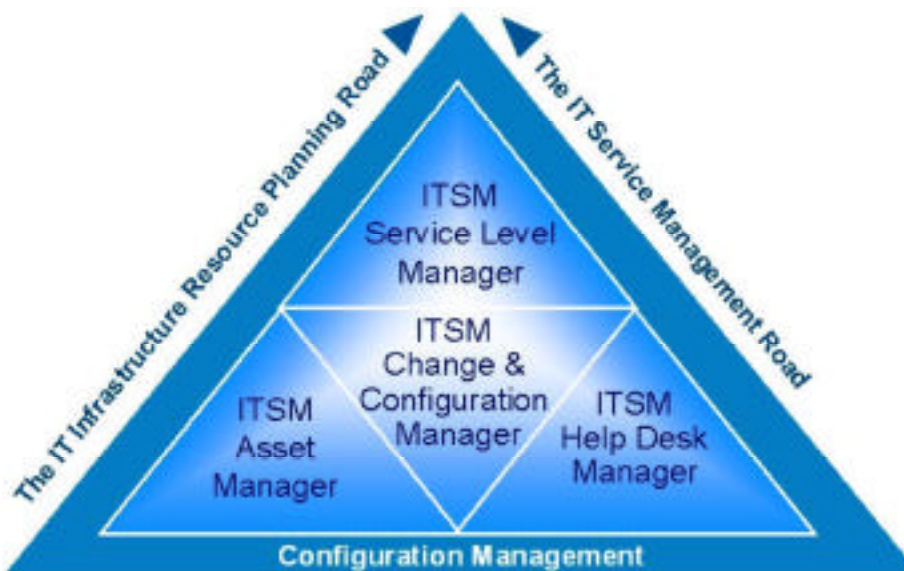 The IT Infrastructure Resource Planning Road
The IT Service Management Road
ITSM
Service Level
Manager
ITSM
Change &
Configuration
Manager
ITSM
Asset
Manager
ITSM
Help Desk
Manager
Configuration Management